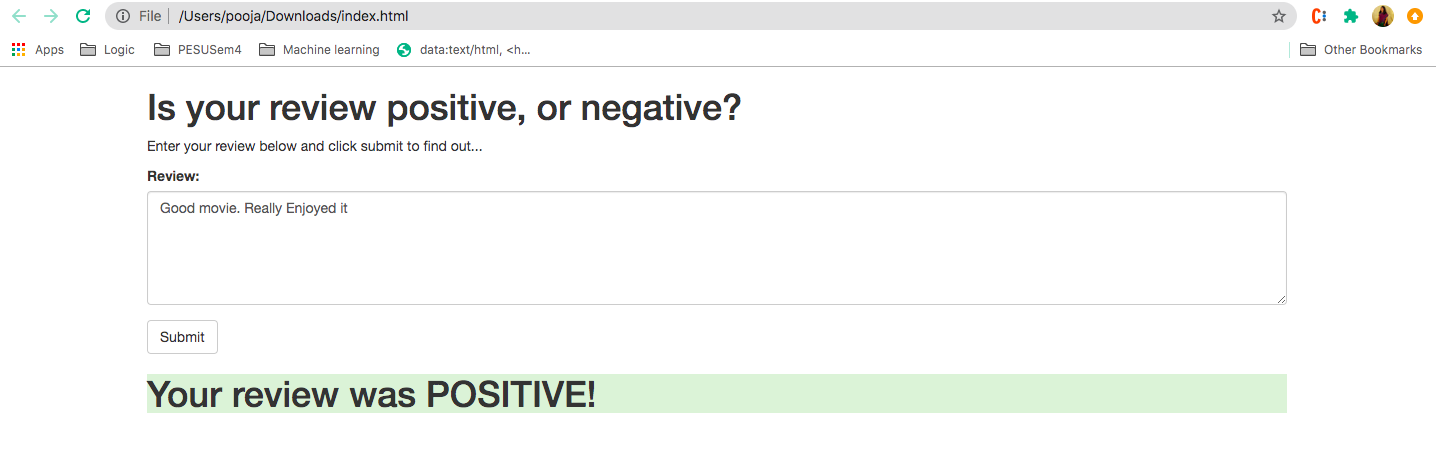 File /Users/pooja/Downloads/index.html
Apps Logic PESUSem4 Machine learning data:text/html, <h... Other Bookmarks
Is your review positive, or negative?
Enter your review below and click submit to find out...
Review:
Good movie. Really Enjoyed it
Submit
Your review was POSITIVE!